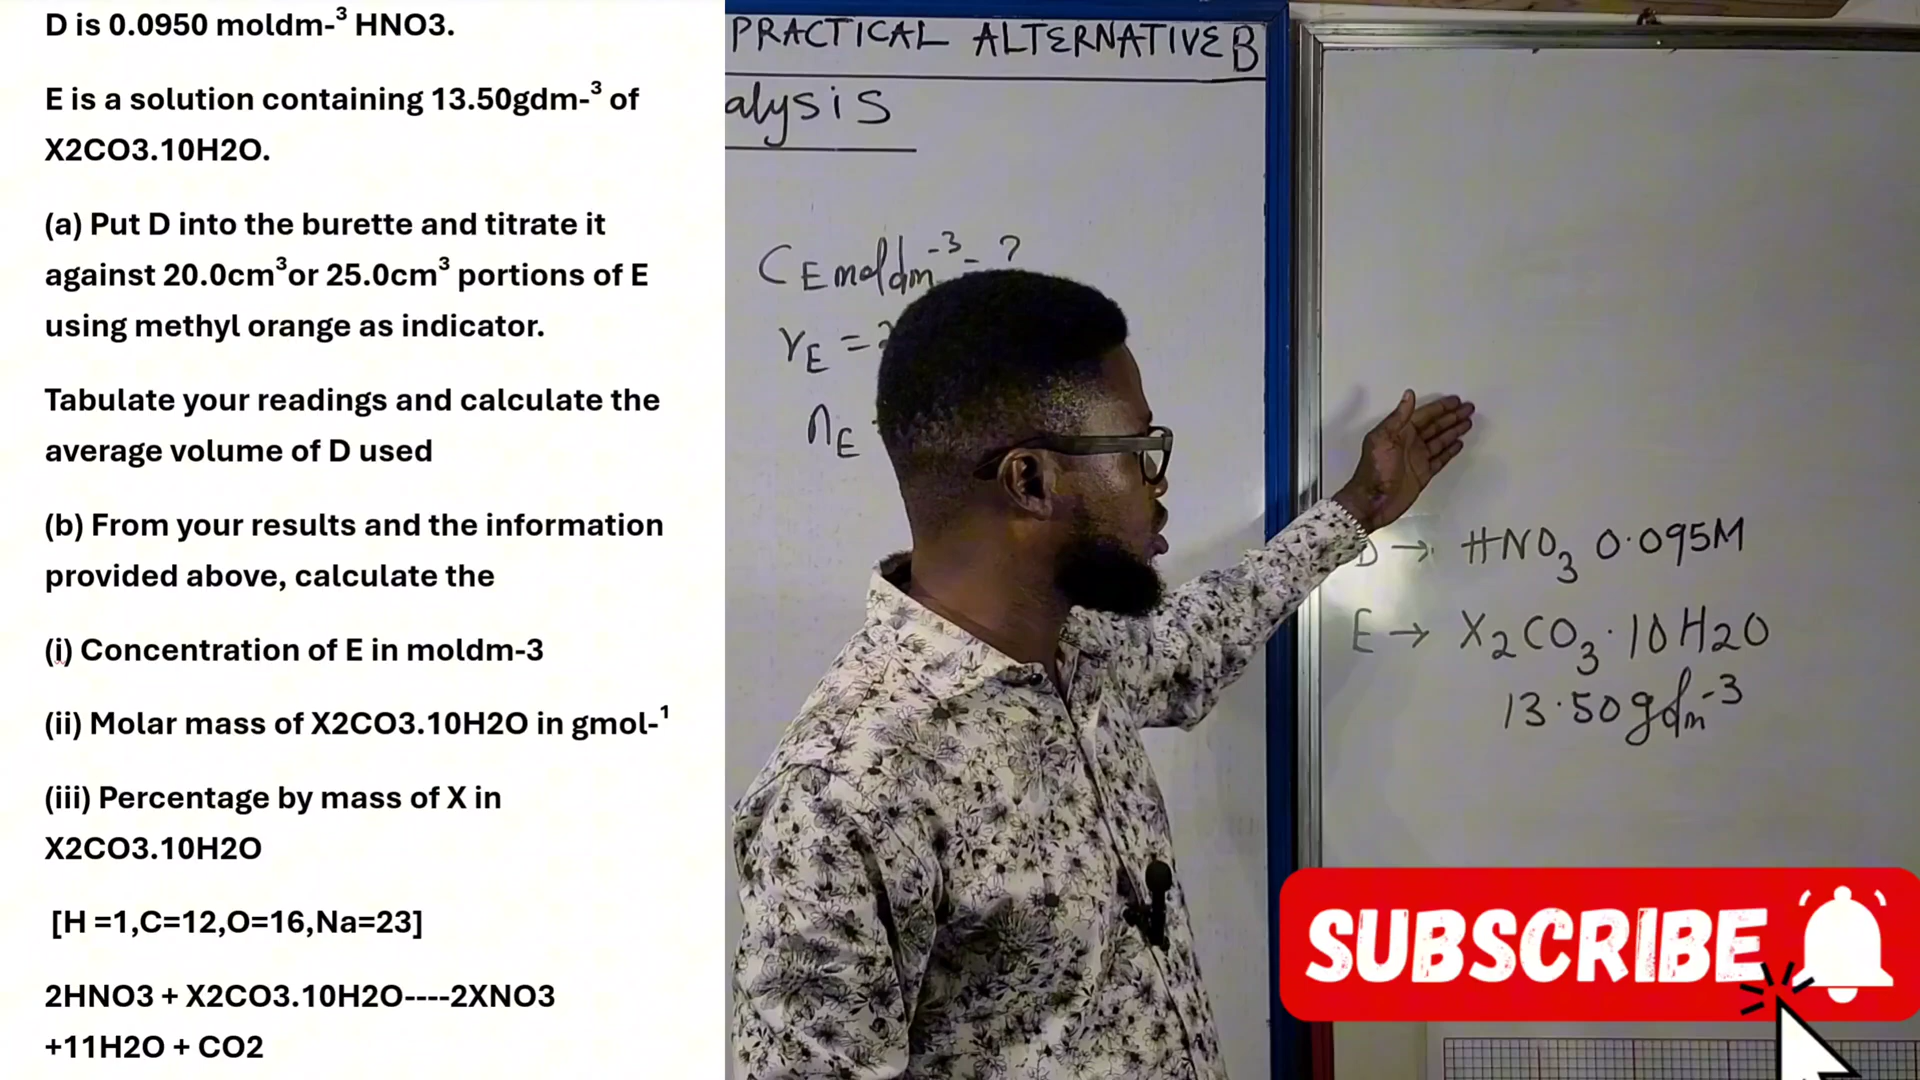 D is 0.0950 moldm-³ HNO3.
E is a solution containing 13.50gdm-³ of
X2CO3.10H2O.
(a) Put D into the burette and titrate it
against 20.0cm³or 25.0cm³ portions of E
using methyl orange as indicator.
Tabulate your readings and calculate the
average volume of D used
(b) From your results and the information
provided above, calculate the
(i) Concentration of E in moldm-3
(ii) Molar mass of X2CO3.10H2O in gmol-¹
(iii) Percentage by mass of X in
X2CO3.10H2O
[H =1,C=12,O=16,Na=23]
2HNO3 + X2CO3.10H2O----2XNO3
+11H2O + CO2
PRACTICAL ALTERNATIVE B
alysis
C E moldm⁻³ = ?
V_E =
n_E
D → HNO₃ 0.095M
E → X₂CO₃.10H₂O
13.50gdm⁻³
SUBSCRIBE